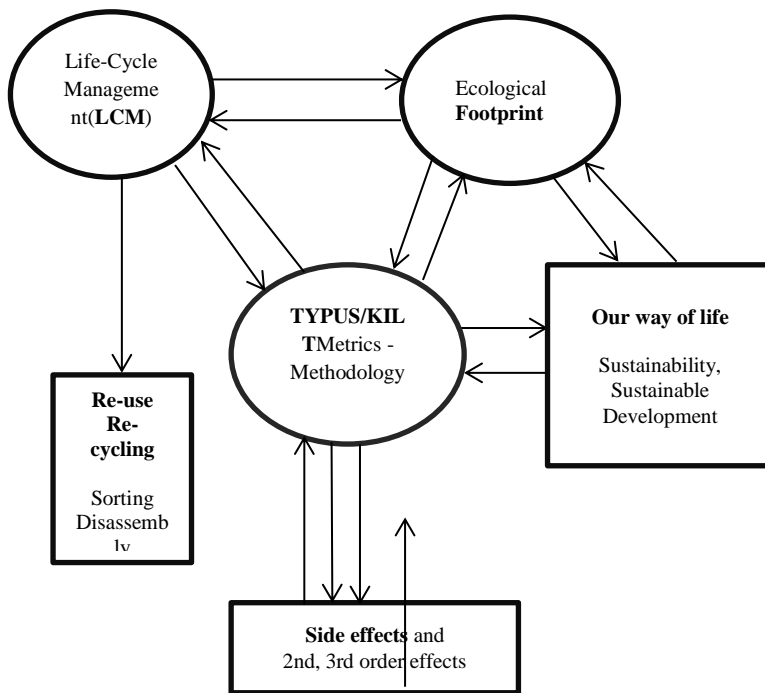 Life-Cycle
Manageme
nt(LCM)
Ecological
Footprint
TYPUS/KIL
TMetrics -
Methodology
Our way of life
Sustainability,
Sustainable
Development
Re-use
Re-
cycling
Sorting
Disassemb
ly
Side effects and
2nd, 3rd order effects